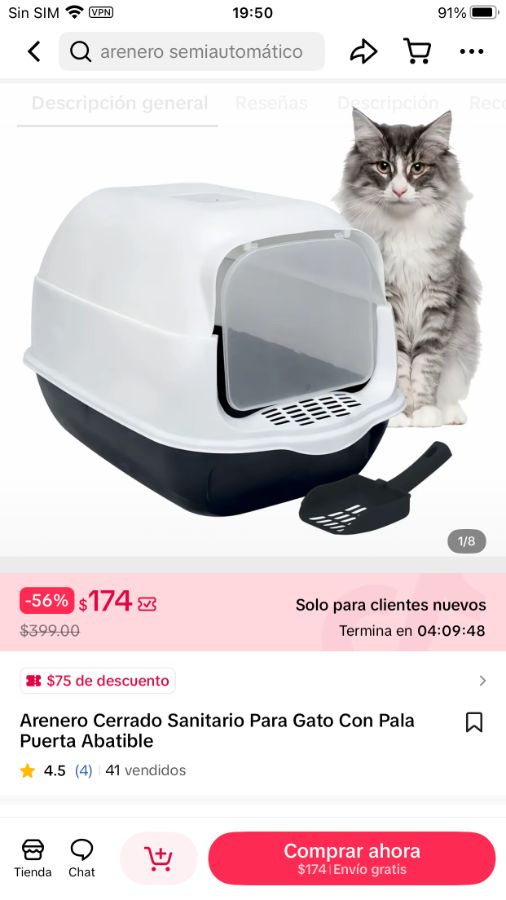 Sin SIM VPN 19:50 91%
arenero semiautomático
Descripción general Reseñas Descripción Reco
1/8
-56% $174 Solo para clientes nuevos
$399.00 Termina en 04:09:48
$75 de descuento
Arenero Cerrado Sanitario Para Gato Con Pala
Puerta Abatible
4.5 (4) 41 vendidos
Comprar ahora
$174 Envío gratis
Tienda Chat